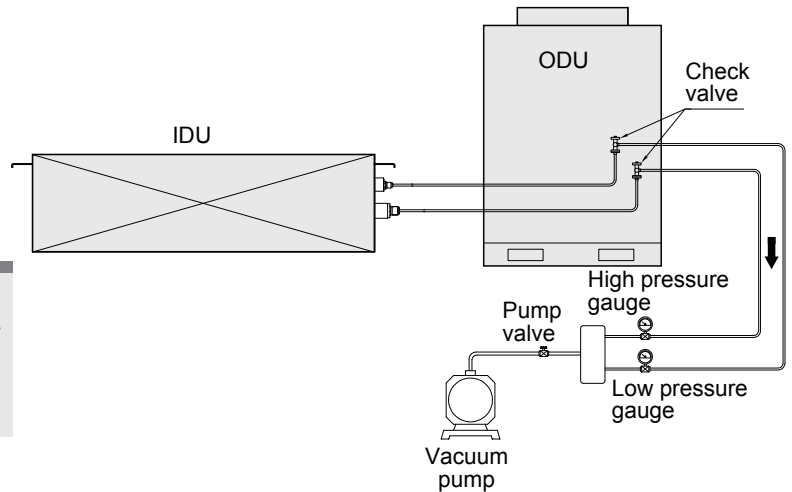 ODU
Check
valve
IDU
High pressure
gauge
Pump
valve
Low pressure
gauge
Vacuum
pump